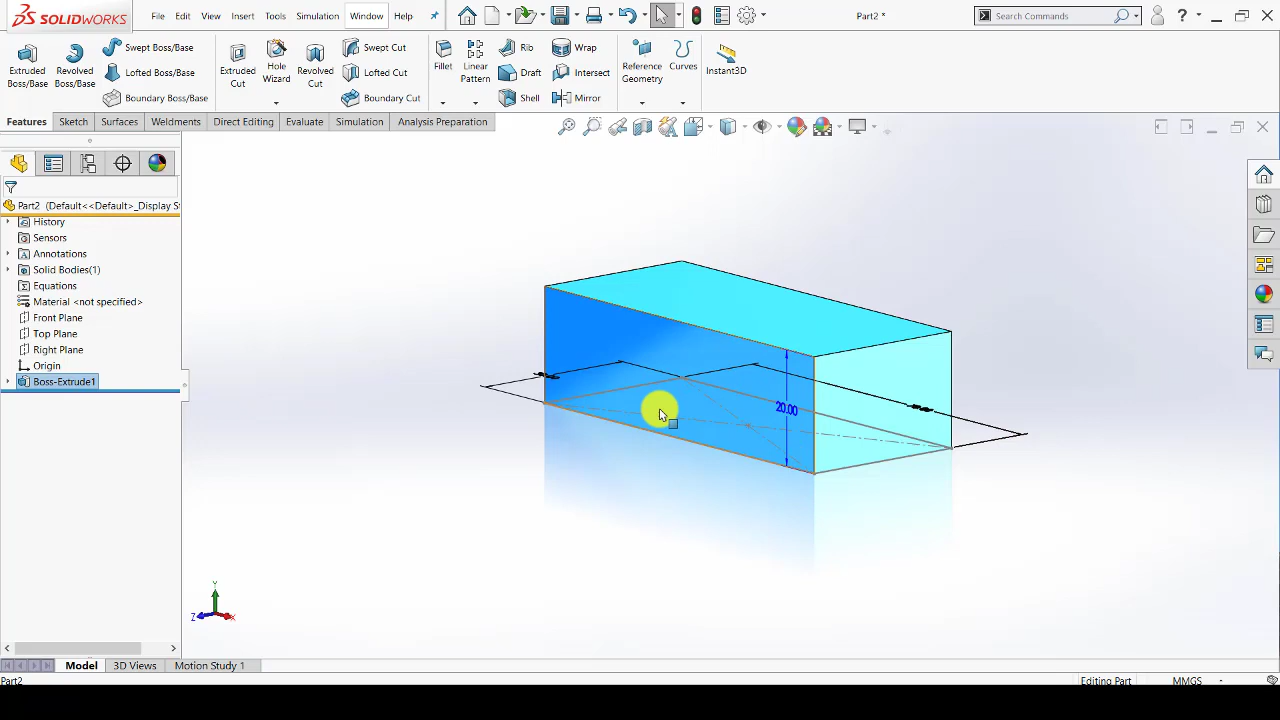 SOLIDWORKS File Edit View Insert Tools Simulation Window Help Part2 * Search Commands ?
Extruded Boss/Base
Revolved Boss/Base
Swept Boss/Base
Lofted Boss/Base
Boundary Boss/Base
Extruded Cut
Hole Wizard
Revolved Cut
Swept Cut
Lofted Cut
Boundary Cut
Fillet
Linear Pattern
Rib
Draft
Shell
Wrap
Intersect
Mirror
Reference Geometry
Curves
Instant3D
Features Sketch Surfaces Weldments Direct Editing Evaluate Simulation Analysis Preparation
Part2 (Default<<Default>_Display S
History
Sensors
Annotations
Solid Bodies(1)
Equations
Material <not specified>
Front Plane
Top Plane
Right Plane
Origin
Boss-Extrude1
20.00
Y
Z
X
Model 3D Views Motion Study 1
Part2 Editing Part MMGS